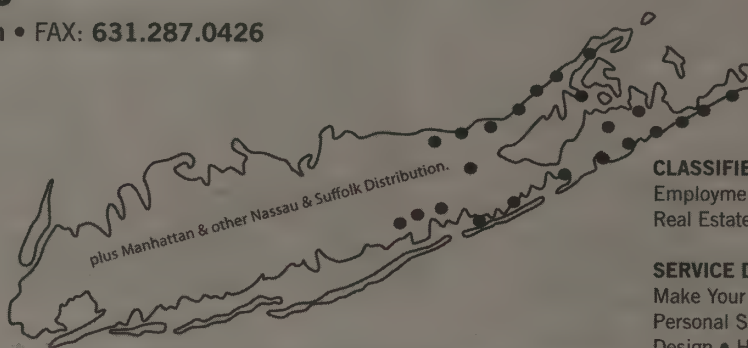 • FAX: 631.287.0426
plus Manhattan & other Nassau & Suffolk Distribution.
CLASSIFIE
Employme
Real Estate
SERVICE D
Make Your
Personal S
Design • H